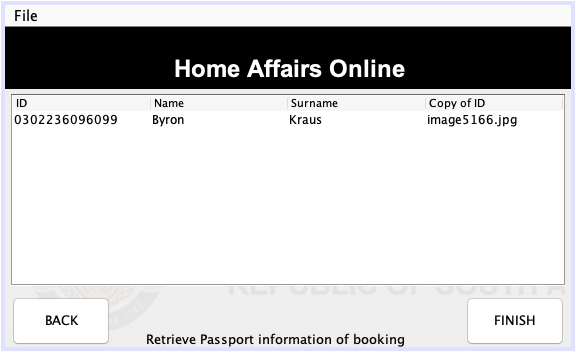 File
Home Affairs Online
ID Name Surname Copy of ID
0302236096099 Byron Kraus image5166.jpg
REPUBLIC OF SOUTH A
BACK
FINISH
Retrieve Passport information of booking